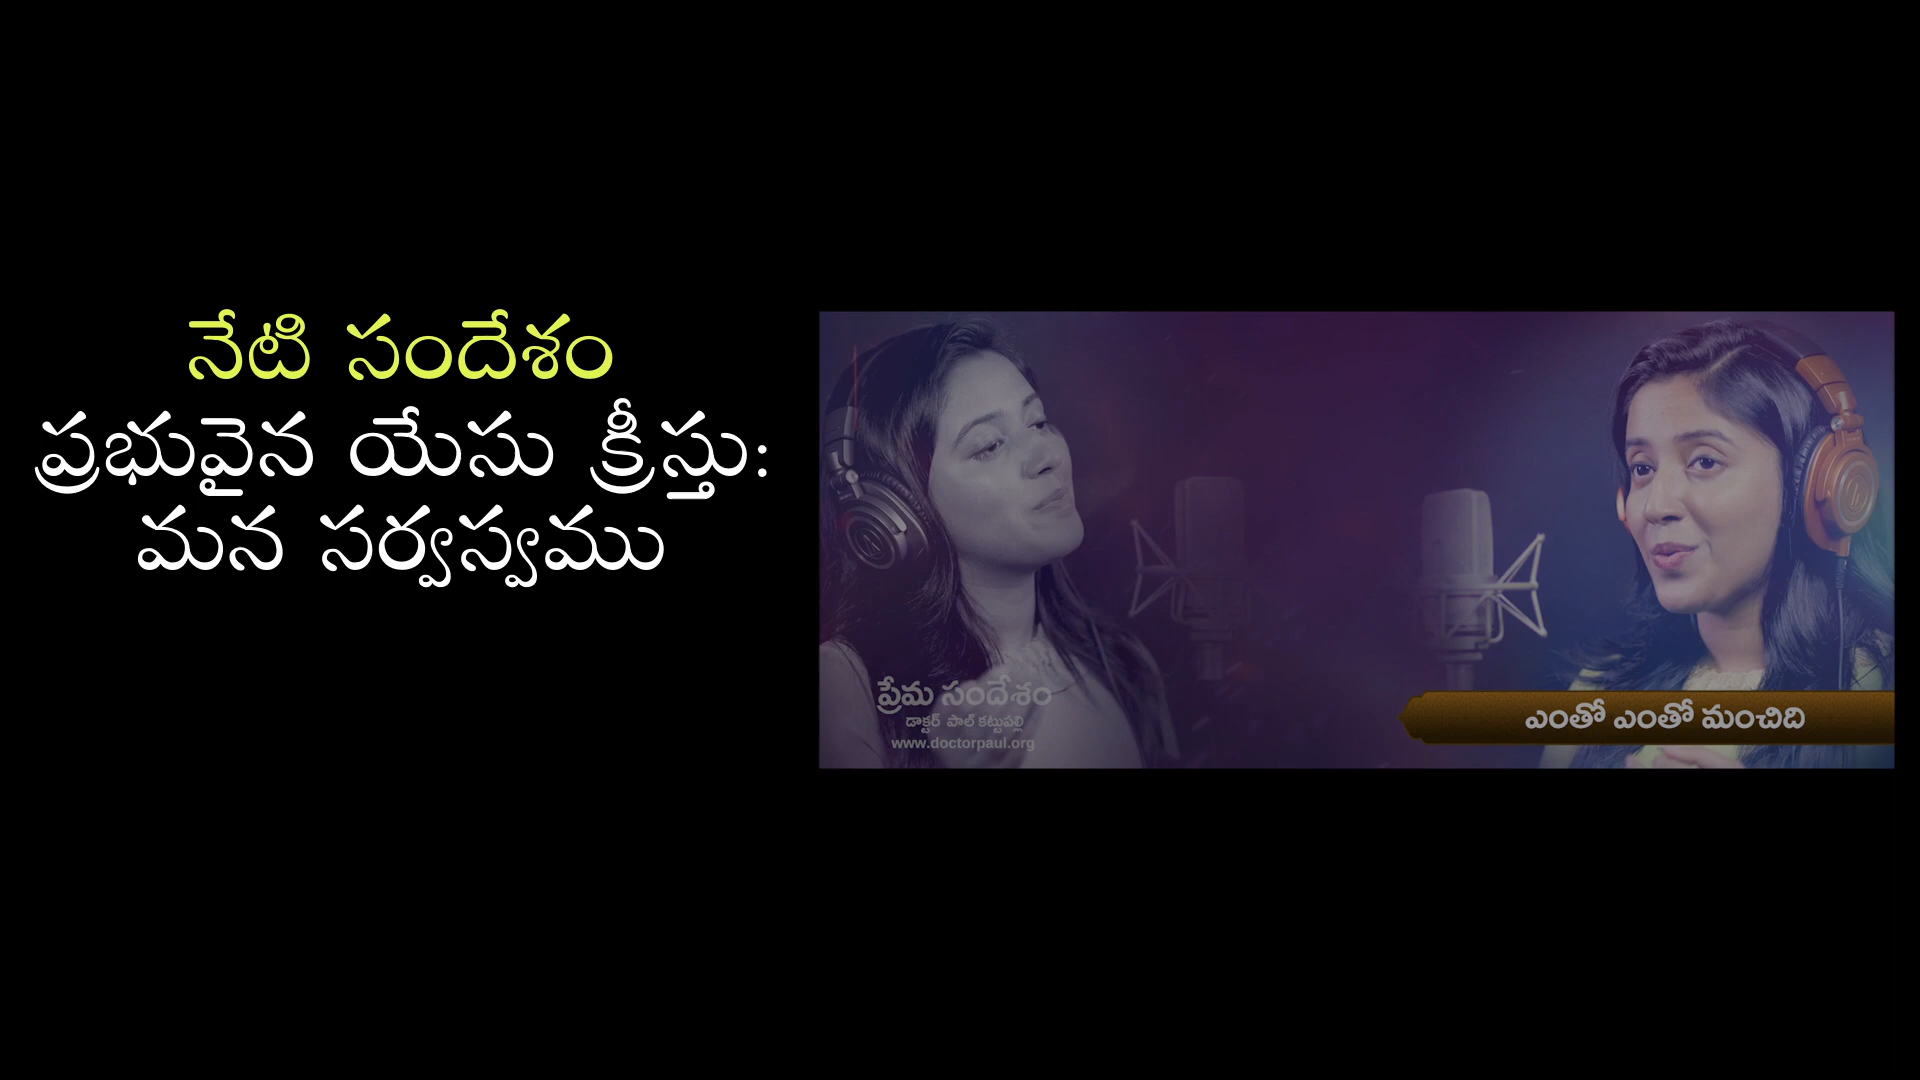 నేటి సందేశం
ప్రభువైన యేసు క్రీస్తు:
మన సర్వస్వము
ప్రేమ సందేశం
డాక్టర్ పాల్ కట్టుపల్లి
www.doctorpaul.org
ఎంతో ఎంతో మంచిది